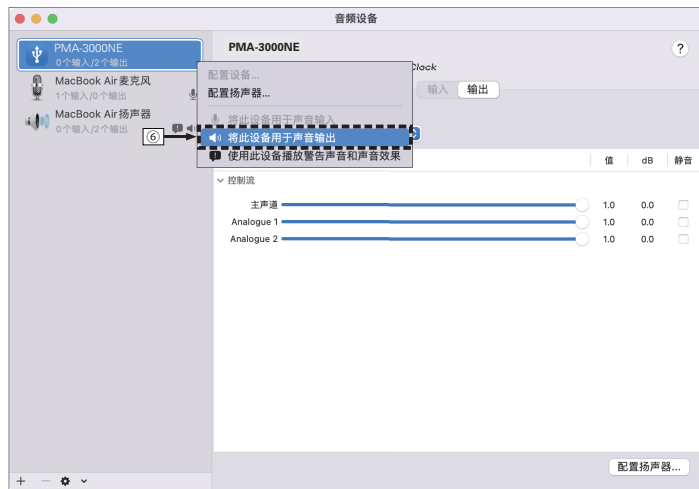 音频设备
PMA-3000NE
0个输入/2个输出
MacBook Air麦克风
1个输入/0个输出
MacBook Air扬声器
0个输入/2个输出
⑥
PMA-3000NE
Clock
?
输入 输出
配置设备...
配置扬声器...
将此设备用于声音输入
将此设备用于声音输出
使用此设备播放警告声音和声音效果
值 dB 静音
控制流
主声道 1.0 0.0
Analogue 1 1.0 0.0
Analogue 2 1.0 0.0
配置扬声器...